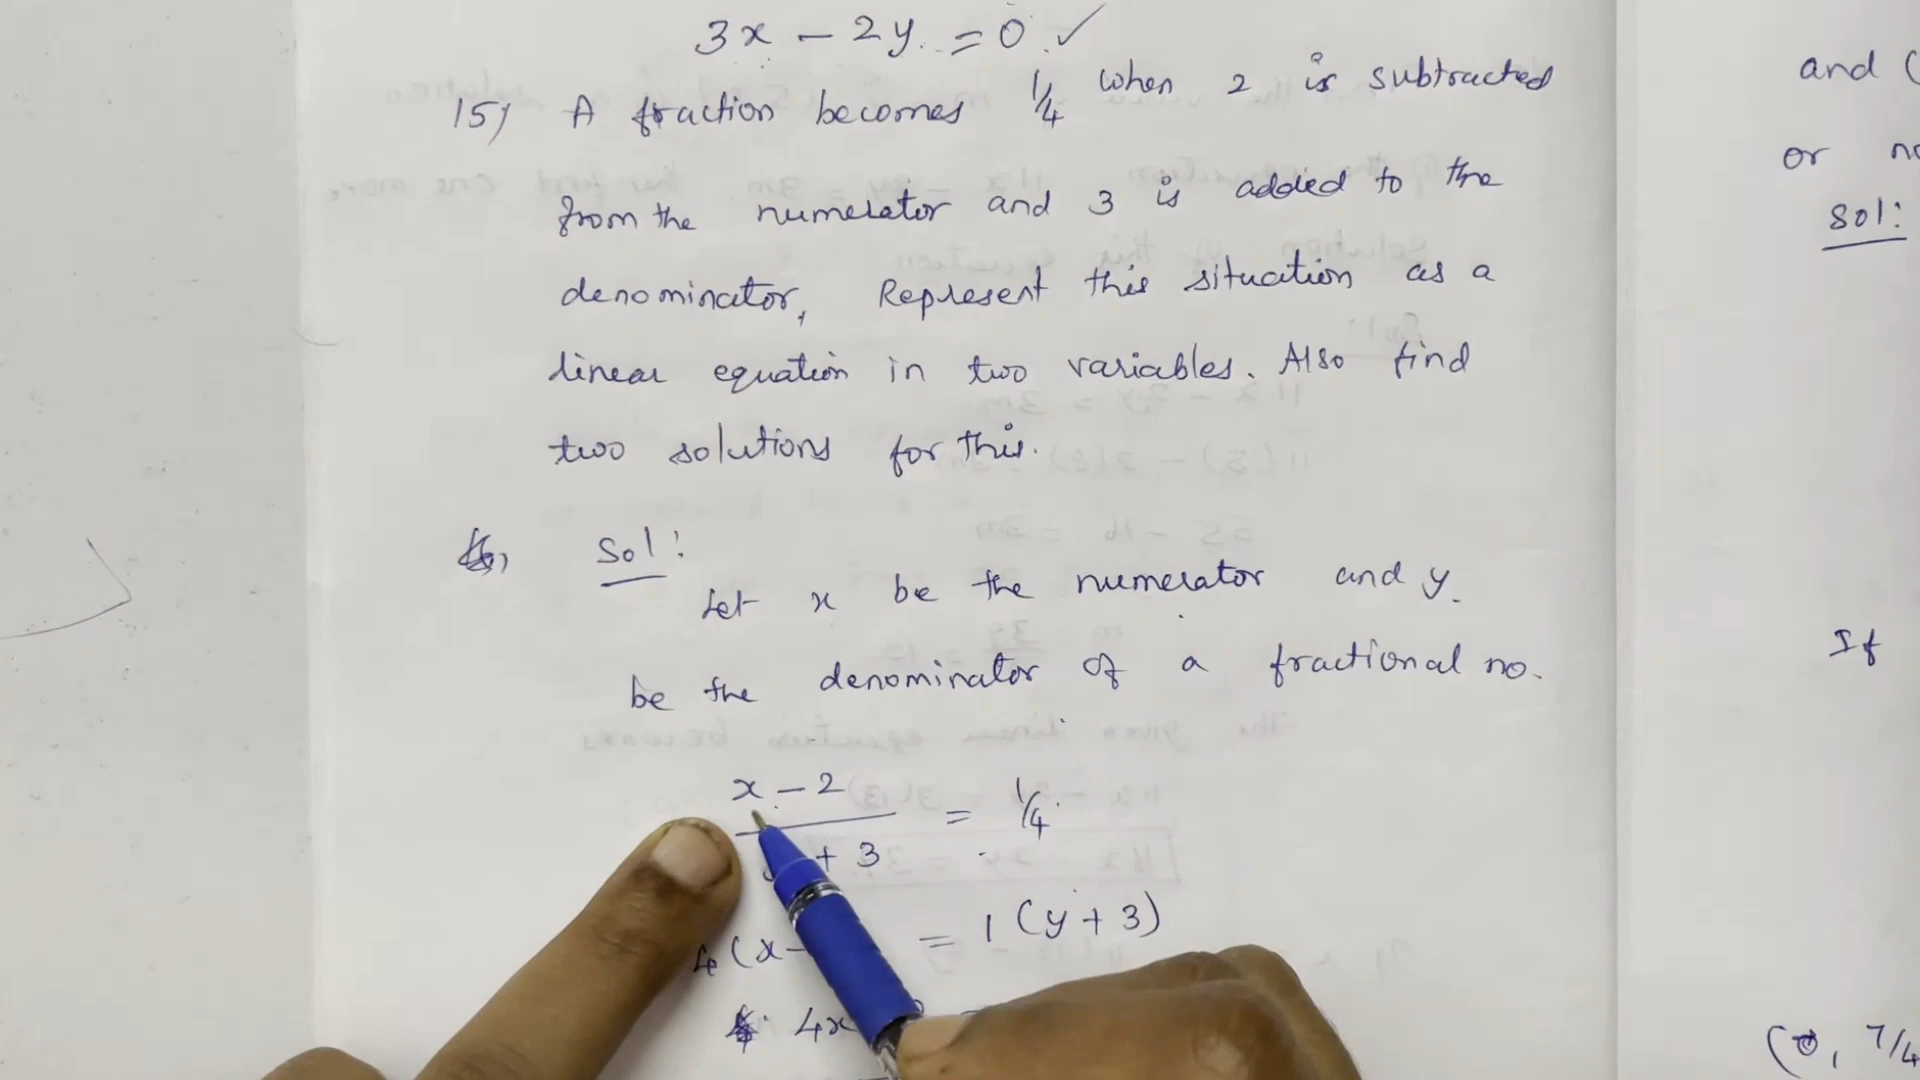 3x - 2y = 0 ✓
15) A fraction becomes 1/4 when 2 is subtracted
from the numerator and 3 is added to the
denominator, Represent this situation as a
linear equation in two variables. Also find
two solutions for this.
Sol:
Let x be the numerator and y
be the denominator of a fractional no.
x - 2
= 1/4
+ 3
4(x- = 1(y+3)
4x
and (
or
Sol:
If
7/4